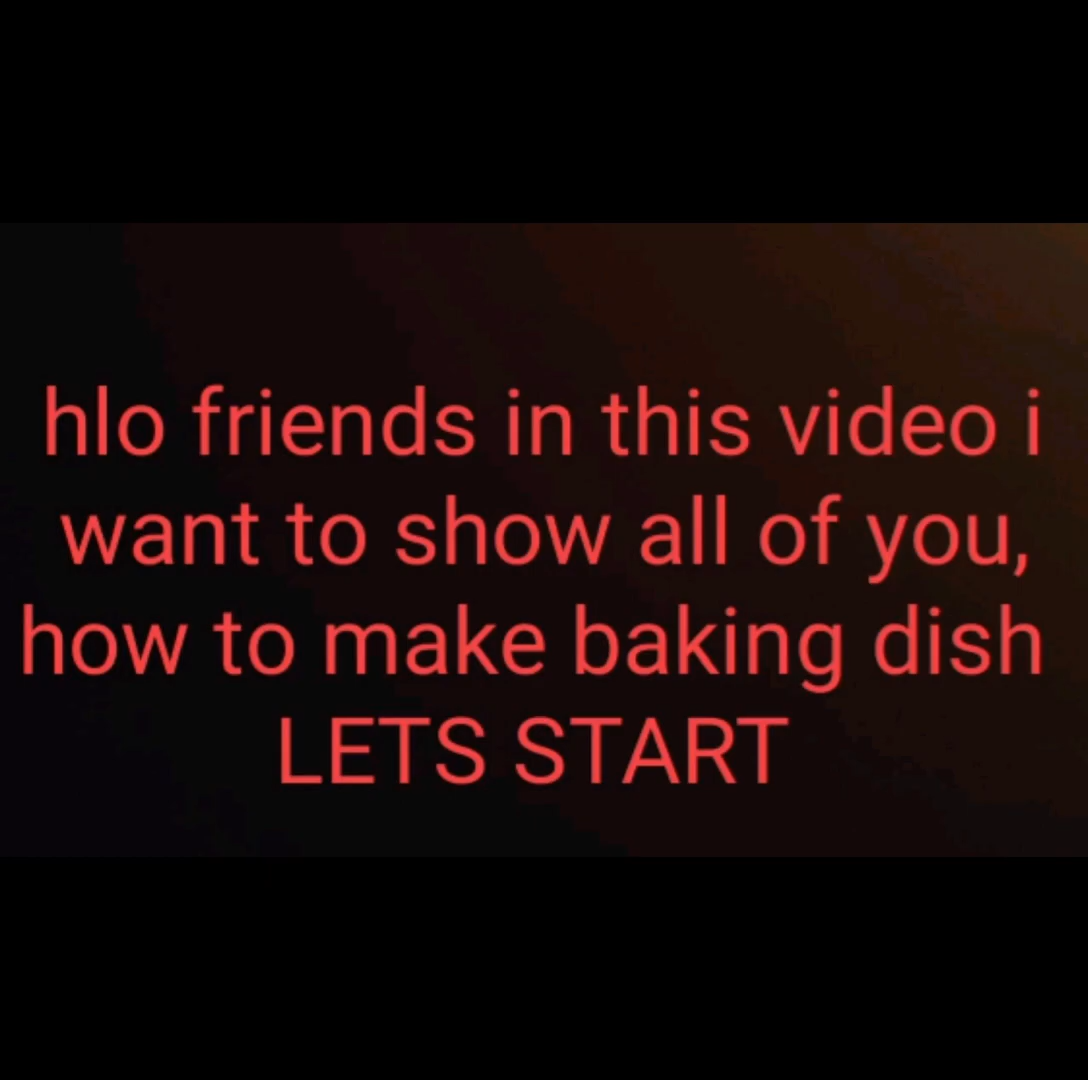 hlo friends in this video i
want to show all of you,
how to make baking dish
LETS START